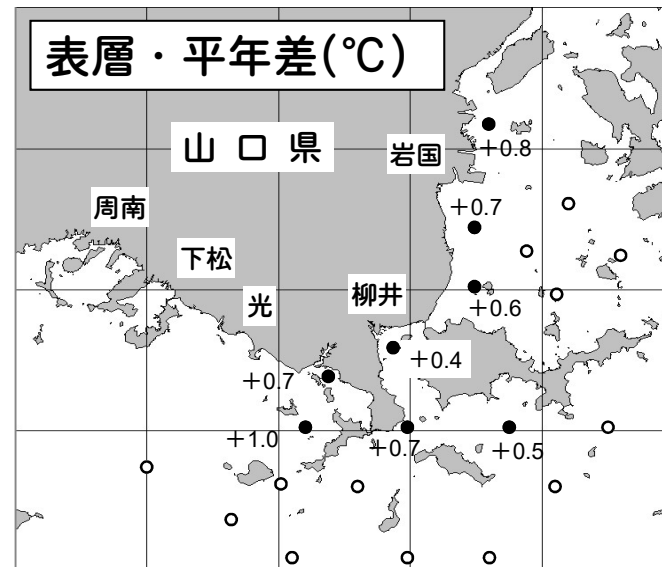 表層・平年差(℃)
山口県
岩国
+0.8
周南
+0.7
下松
柳井
光
+0.6
+0.4
+0.7
+1.0
+0.7
+0.5